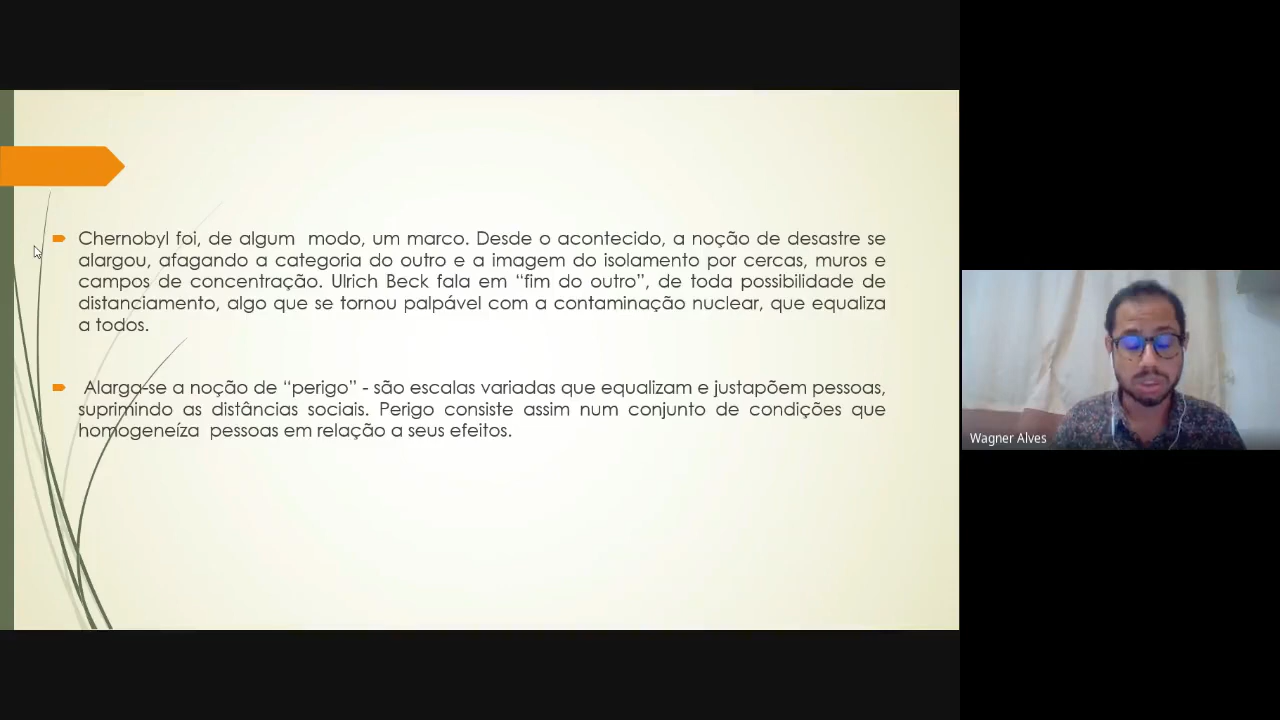 Chernobyl foi, de algum modo, um marco. Desde o acontecido, a noção de desastre se
alargou, afagando a categoria do outro e a imagem do isolamento por cercas, muros e
campos de concentração. Ulrich Beck fala em “fim do outro”, de toda possibilidade de
distanciamento, algo que se tornou palpável com a contaminação nuclear, que equaliza
a todos.
Alarga-se a noção de “perigo” - são escalas variadas que equalizam e justapõem pessoas,
suprimindo as distâncias sociais. Perigo consiste assim num conjunto de condições que
homogeneíza pessoas em relação a seus efeitos.
Wagner Alves